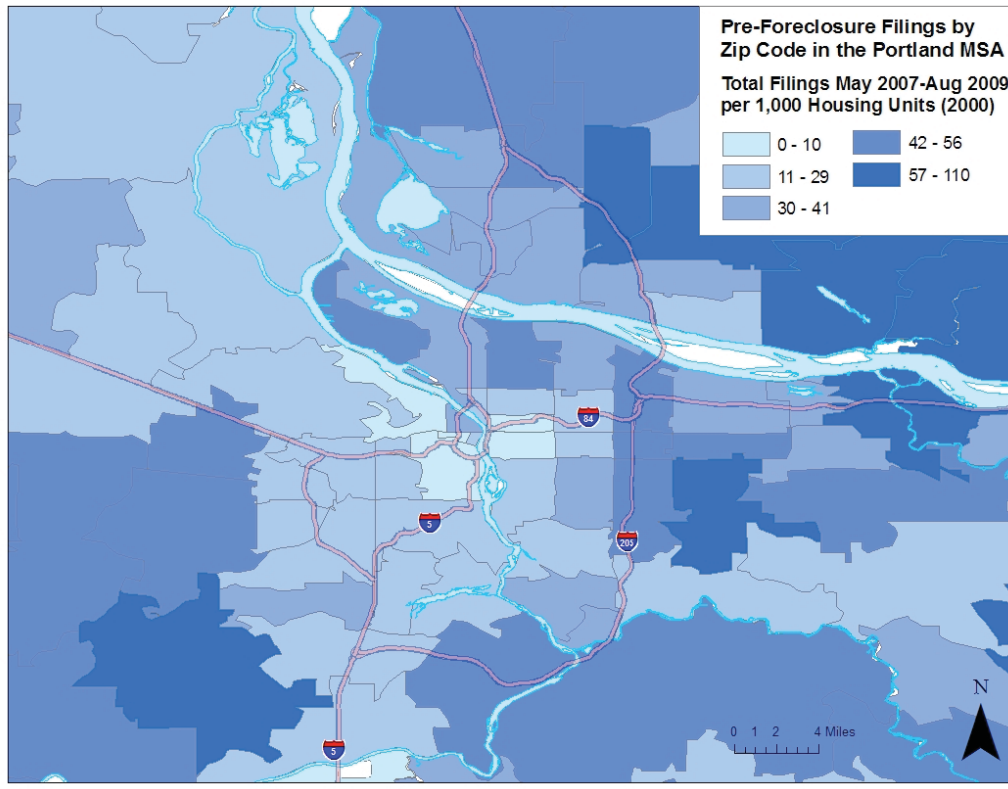 Pre-Foreclosure Filings by
Zip Code in the Portland MSA
Total Filings May 2007-Aug 2009
per 1,000 Housing Units (2000)
0 - 10
42 - 56
11 - 29
57 - 110
30 - 41
84
5
205
N
0 1 2 4 Miles
5